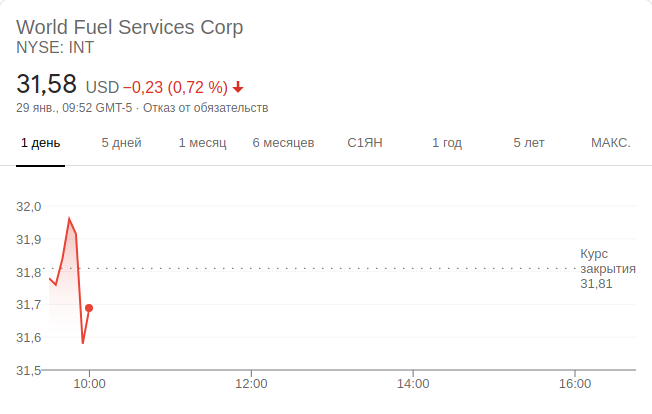 World Fuel Services Corp
NYSE: INT
31,58 USD −0,23 (0,72 %)
29 янв., 09:52 GMT-5 · Отказ от обязательств
1 день 5 дней 1 месяц 6 месяцев С1ЯН 1 год 5 лет МАКС.
32,0
31,9
31,8
31,7
31,6
31,5
Курс
закрытия
31,81
10:00 12:00 14:00 16:00